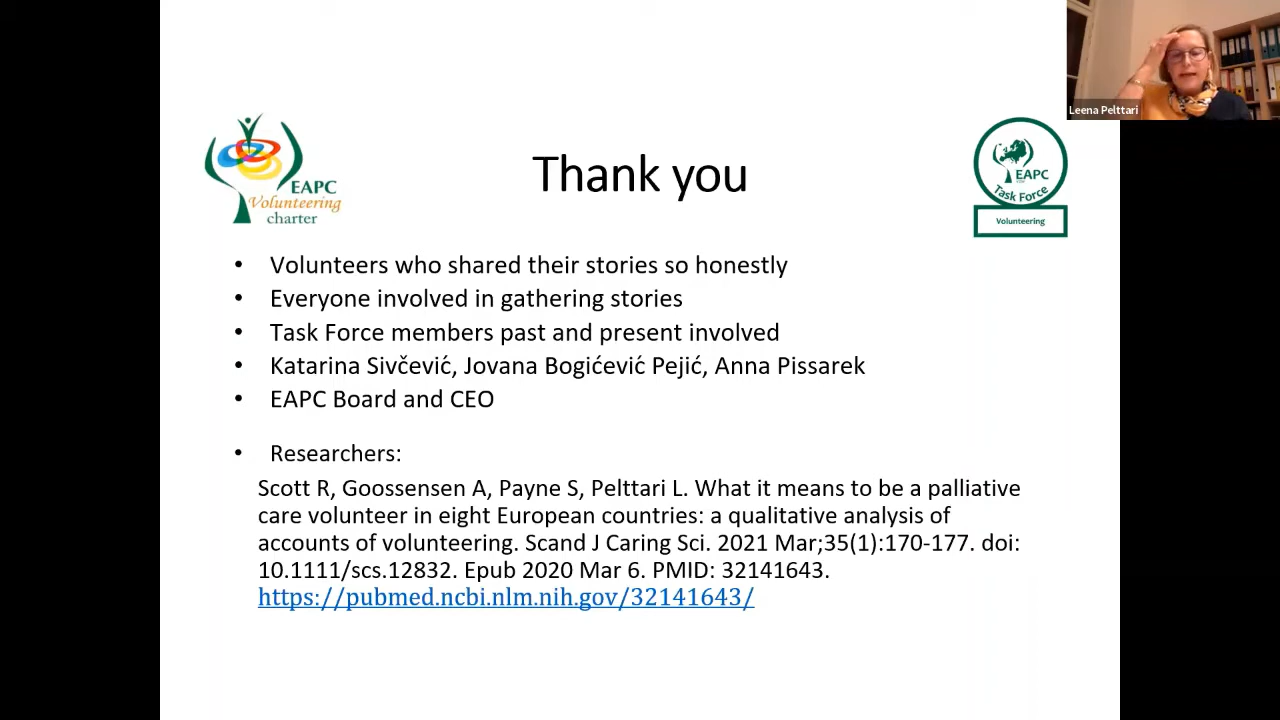 Leena Pelttari
EAPC
Volunteering
charter
Thank you
EAPC
Task Force
Volunteering
• Volunteers who shared their stories so honestly
• Everyone involved in gathering stories
• Task Force members past and present involved
• Katarina Sivčević, Jovana Bogićević Pejić, Anna Pissarek
• EAPC Board and CEO
• Researchers:
Scott R, Goossensen A, Payne S, Pelttari L. What it means to be a palliative
care volunteer in eight European countries: a qualitative analysis of
accounts of volunteering. Scand J Caring Sci. 2021 Mar;35(1):170-177. doi:
10.1111/scs.12832. Epub 2020 Mar 6. PMID: 32141643.
https://pubmed.ncbi.nlm.nih.gov/32141643/